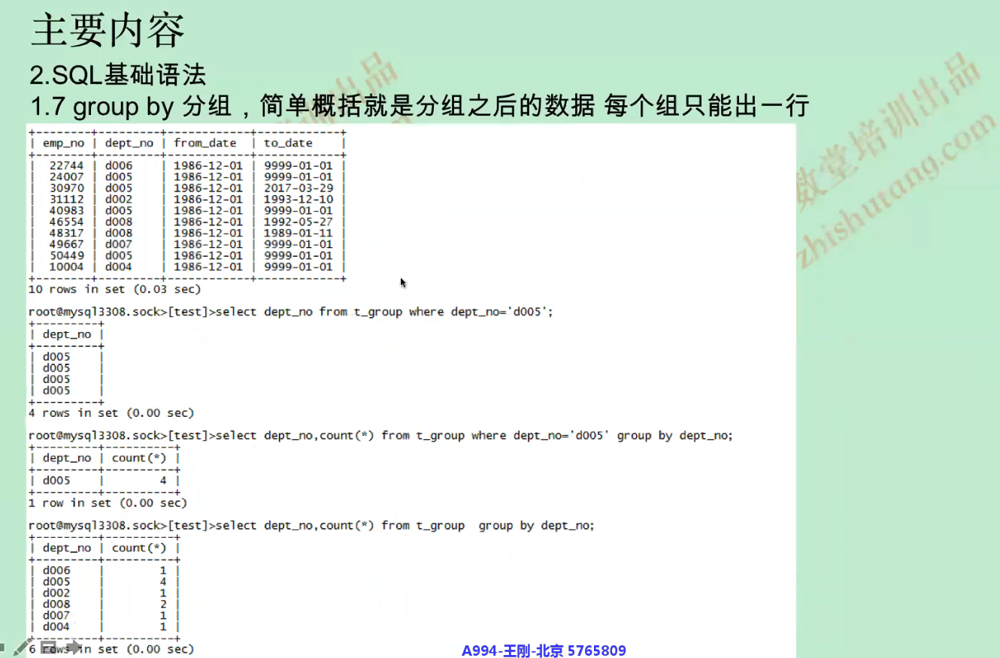 主要内容
2.SQL基础语法
1.7 group by 分组，简单概括就是分组之后的数据 每个组只能出一行
+--------+---------+------------+------------+
| emp_no | dept_no | from_date  | to_date    |
+--------+---------+------------+------------+
|  22744 | d006    | 1986-12-01 | 9999-01-01 |
|  24007 | d005    | 1986-12-01 | 9999-01-01 |
|  30970 | d005    | 1986-12-01 | 2017-03-29 |
|  31112 | d002    | 1986-12-01 | 1993-12-10 |
|  40983 | d005    | 1986-12-01 | 9999-01-01 |
|  46554 | d008    | 1986-12-01 | 1992-05-27 |
|  48317 | d008    | 1986-12-01 | 1989-01-11 |
|  49667 | d007    | 1986-12-01 | 9999-01-01 |
|  50449 | d005    | 1986-12-01 | 9999-01-01 |
|  10004 | d004    | 1986-12-01 | 9999-01-01 |
+--------+---------+------------+------------+
10 rows in set (0.03 sec)
root@mysql3308.sock>[test]>select dept_no from t_group where dept_no='d005';
+---------+
| dept_no |
+---------+
| d005    |
| d005    |
| d005    |
| d005    |
+---------+
4 rows in set (0.00 sec)
root@mysql3308.sock>[test]>select dept_no,count(*) from t_group where dept_no='d005' group by dept_no;
+---------+----------+
| dept_no | count(*) |
+---------+----------+
| d005    |        4 |
+---------+----------+
1 row in set (0.00 sec)
root@mysql3308.sock>[test]>select dept_no,count(*) from t_group  group by dept_no;
+---------+----------+
| dept_no | count(*) |
+---------+----------+
| d006    |        1 |
| d005    |        4 |
| d002    |        1 |
| d008    |        2 |
| d007    |        1 |
| d004    |        1 |
+---------+----------+
6 rows in set (0.00 sec)
A994-王刚-北京 5765809
数堂培训出品
zhishutang.com